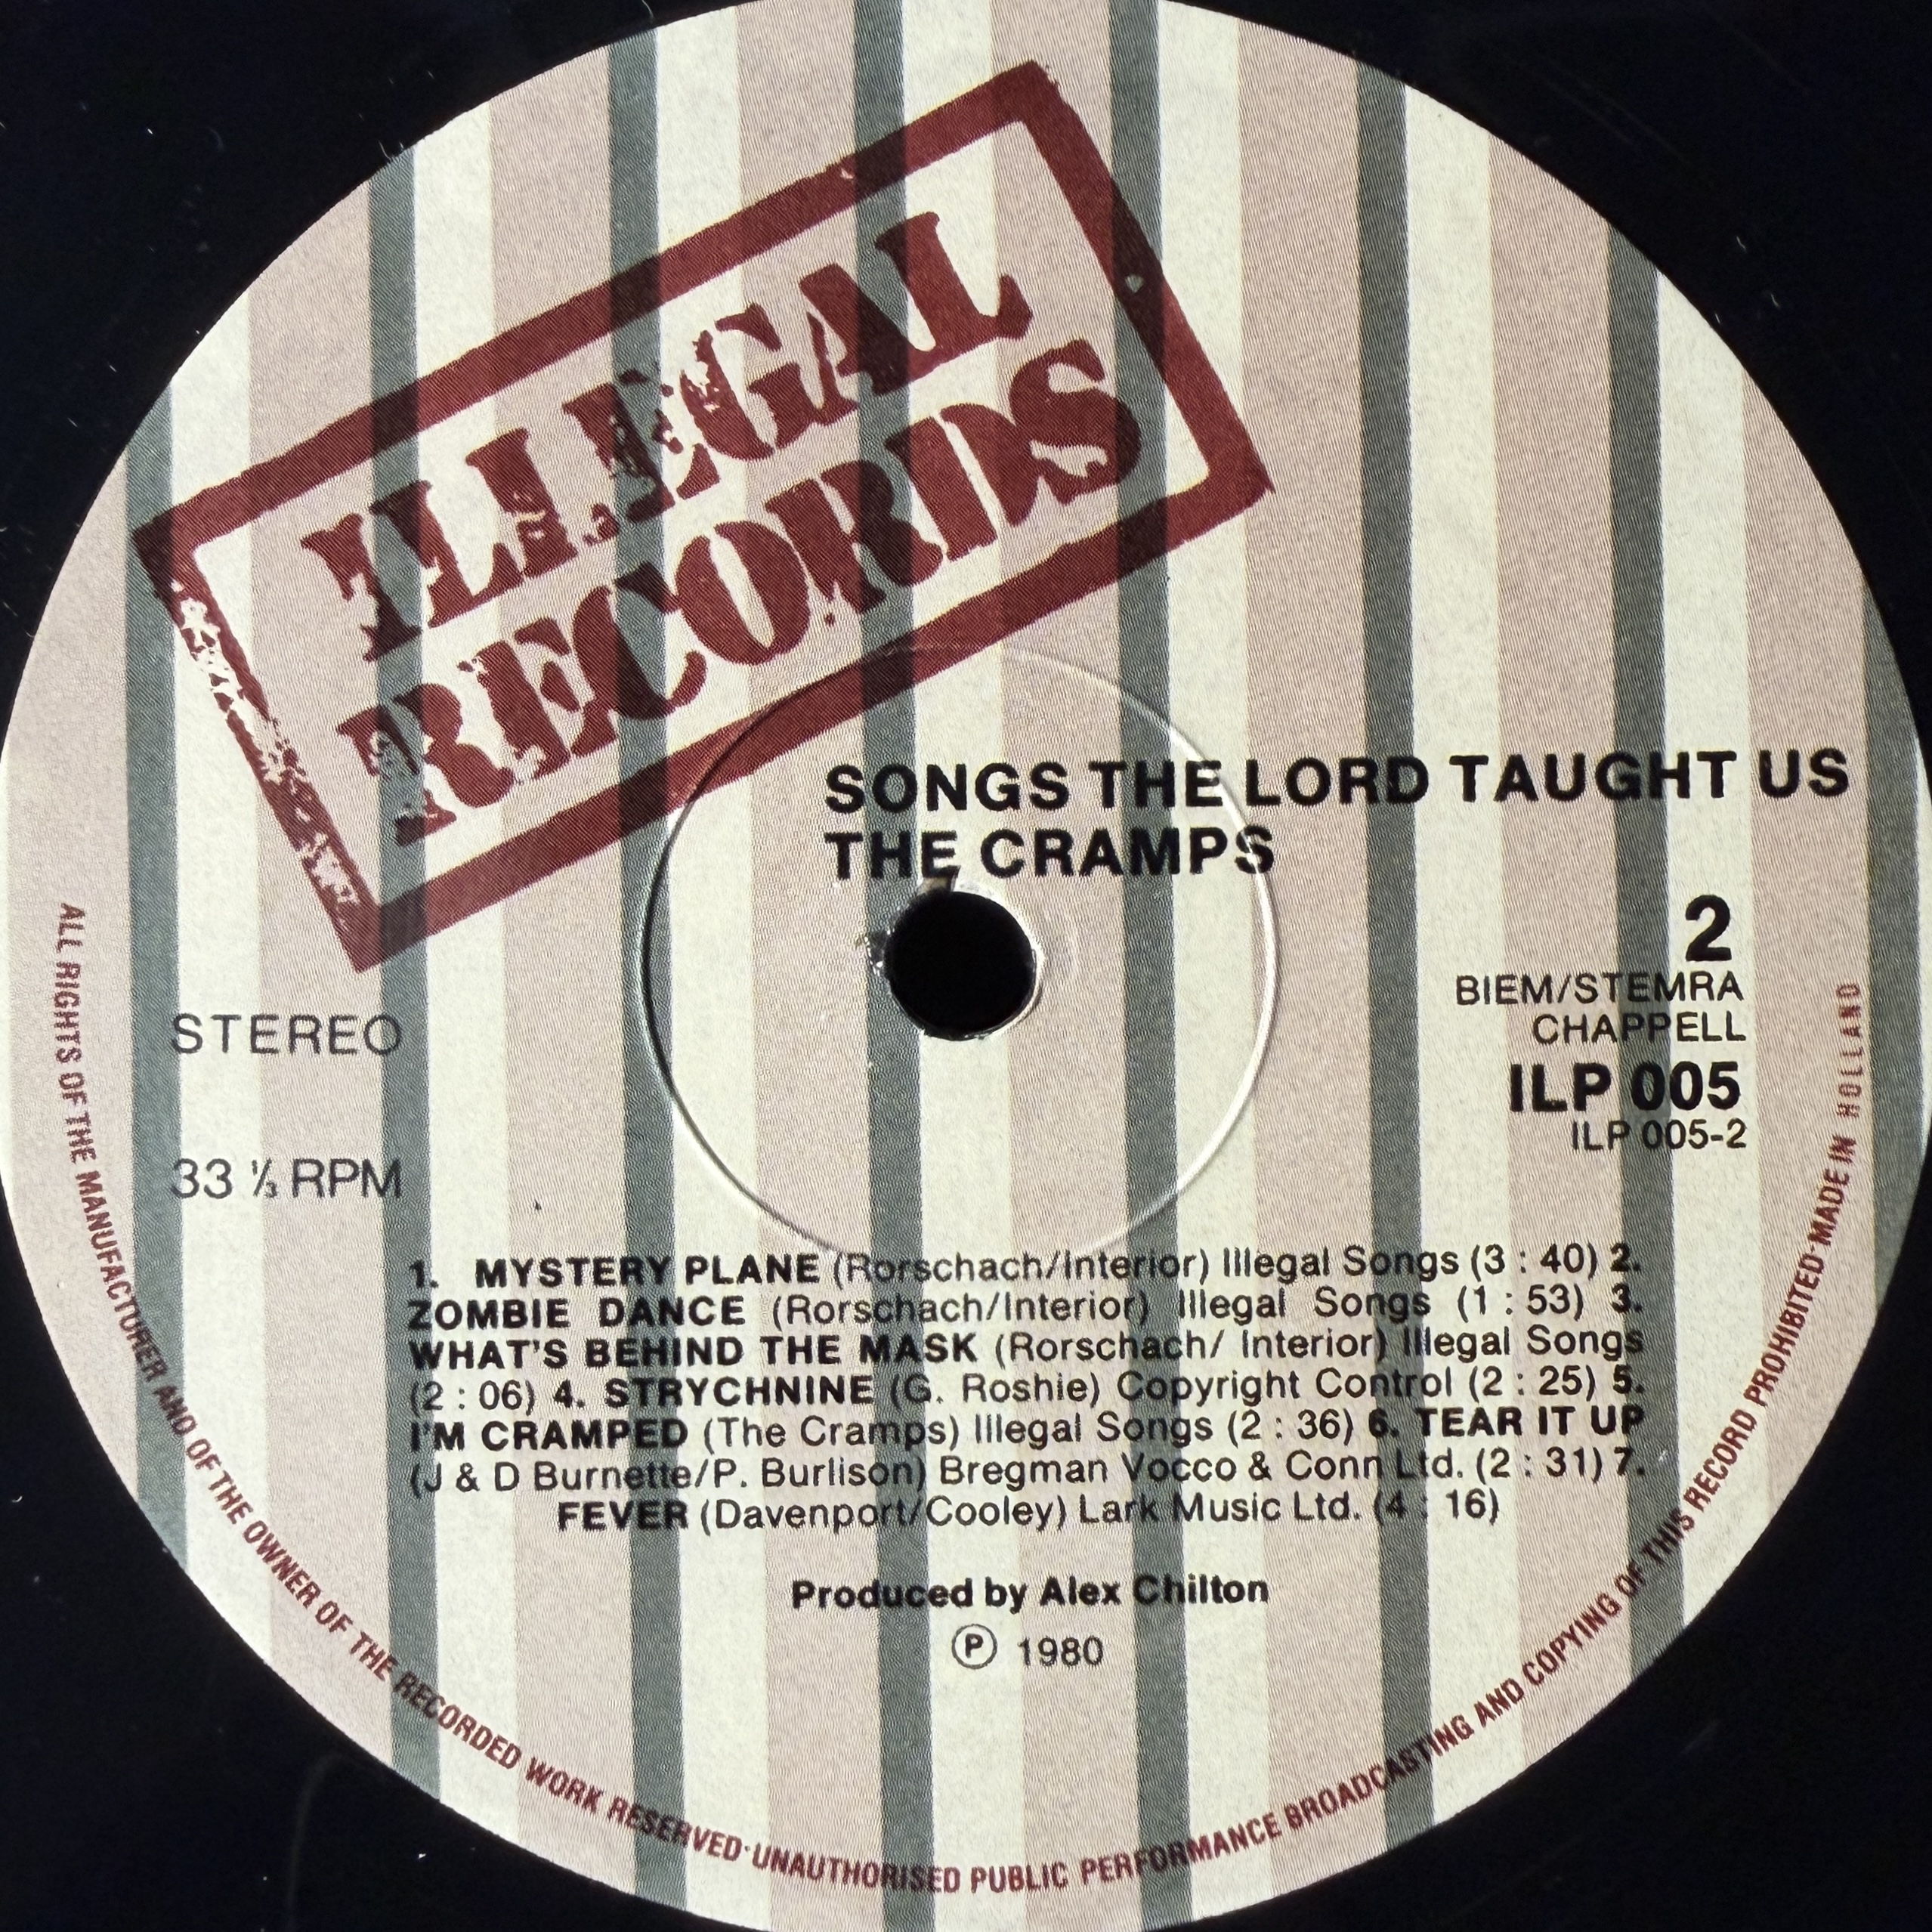 ILLEGAL
RECORDS
SONGS THE LORD TAUGHT US
THE CRAMPS
2
BIEM/STEMRA
CHAPPELL
ILP 005
ILP 005-2
STEREO
33 ⅓ RPM
1. MYSTERY PLANE (Rorschach/Interior) Illegal Songs (3 : 40) 2.
ZOMBIE DANCE (Rorschach/Interior) Illegal Songs (1 : 53) 3.
WHAT'S BEHIND THE MASK (Rorschach/ Interior) Illegal Songs
(2 : 06) 4. STRYCHNINE (G. Roshie) Copyright Control (2 : 25) 5.
I'M CRAMPED (The Cramps) Illegal Songs (2 : 36) 6. TEAR IT UP
(J & D Burnette/P. Burlison) Bregman Vocco & Conn Ltd. (2 : 31) 7.
FEVER (Davenport/Cooley) Lark Music Ltd. (4 : 16)
Produced by Alex Chilton
Ⓟ 1980
ALL RIGHTS OF THE MANUFACTURER AND OF THE OWNER OF THE RECORDED WORK RESERVED·UNAUTHORISED PUBLIC PERFORMANCE BROADCASTING AND COPYING OF THIS RECORD PROHIBITED·MADE IN HOLLAND